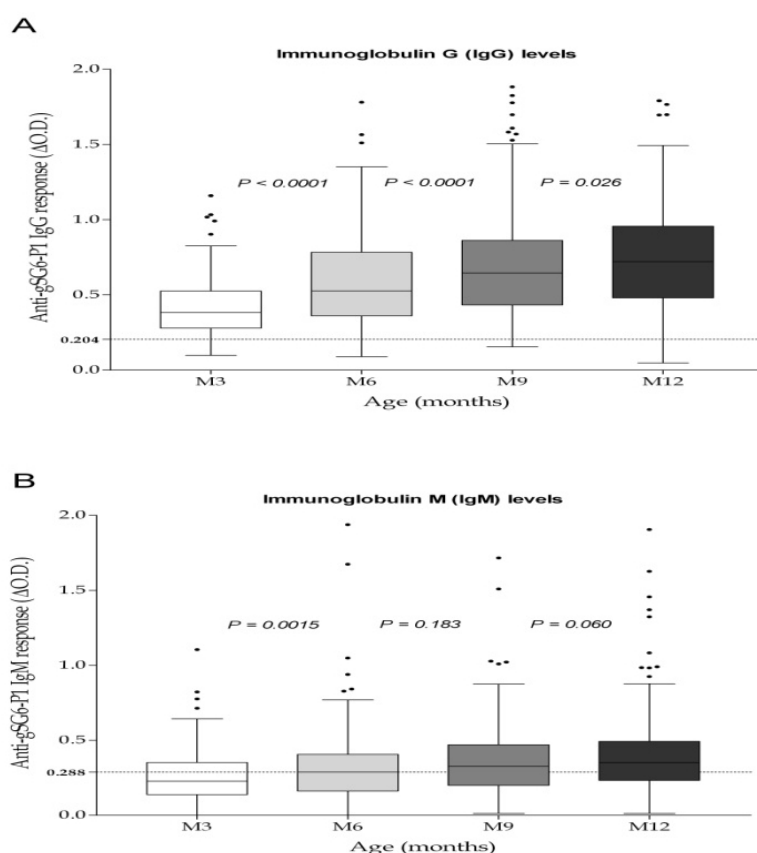 A
Immunoglobulin G (IgG) levels
Anti-gSG6-P1 IgG response (ΔO.D.)
2.0
1.5
P < 0.0001 P < 0.0001 P = 0.026
1.0
0.5
0.204
0.0
M3 M6 M9 M12
Age (months)
B
Immunoglobulin M (IgM) levels
Anti-gSG6-P1 IgM response (ΔO.D.)
2.0
1.5
P = 0.0015 P = 0.183 P = 0.060
1.0
0.5
0.288
0.0
M3 M6 M9 M12
Age (months)